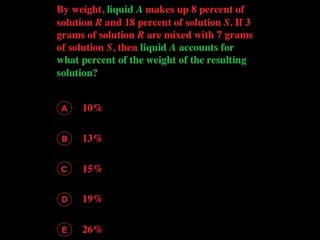 By weight, liquid A makes up 8 percent of
solution R and 18 percent of solution S. If 3
grams of solution R are mixed with 7 grams
of solution S, then liquid A accounts for
what percent of the weight of the resulting
solution?
A 10%
B 13%
C 15%
D 19%
E 26%